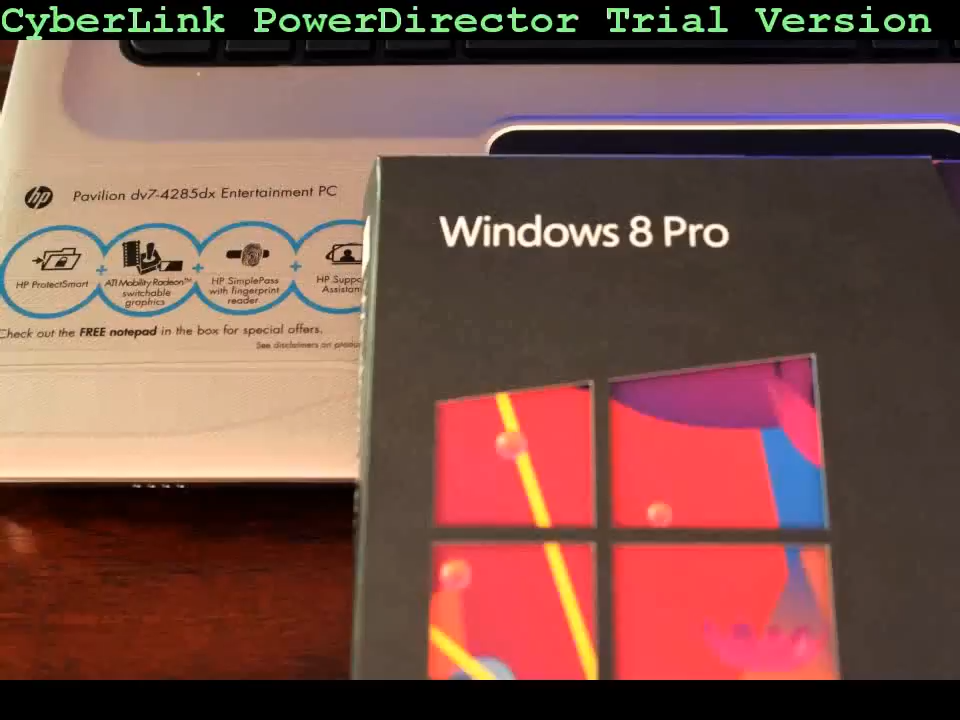 CyberLink PowerDirector Trial Version
hp
Pavilion dv7-4285dx Entertainment PC
HP ProtectSmart
ATI Mobility Radeon™
switchable
graphics
HP SimplePass
with fingerprint
reader
HP
Check out the FREE notepad in the box for special offers.
See disclaimers on
Windows 8 Pro